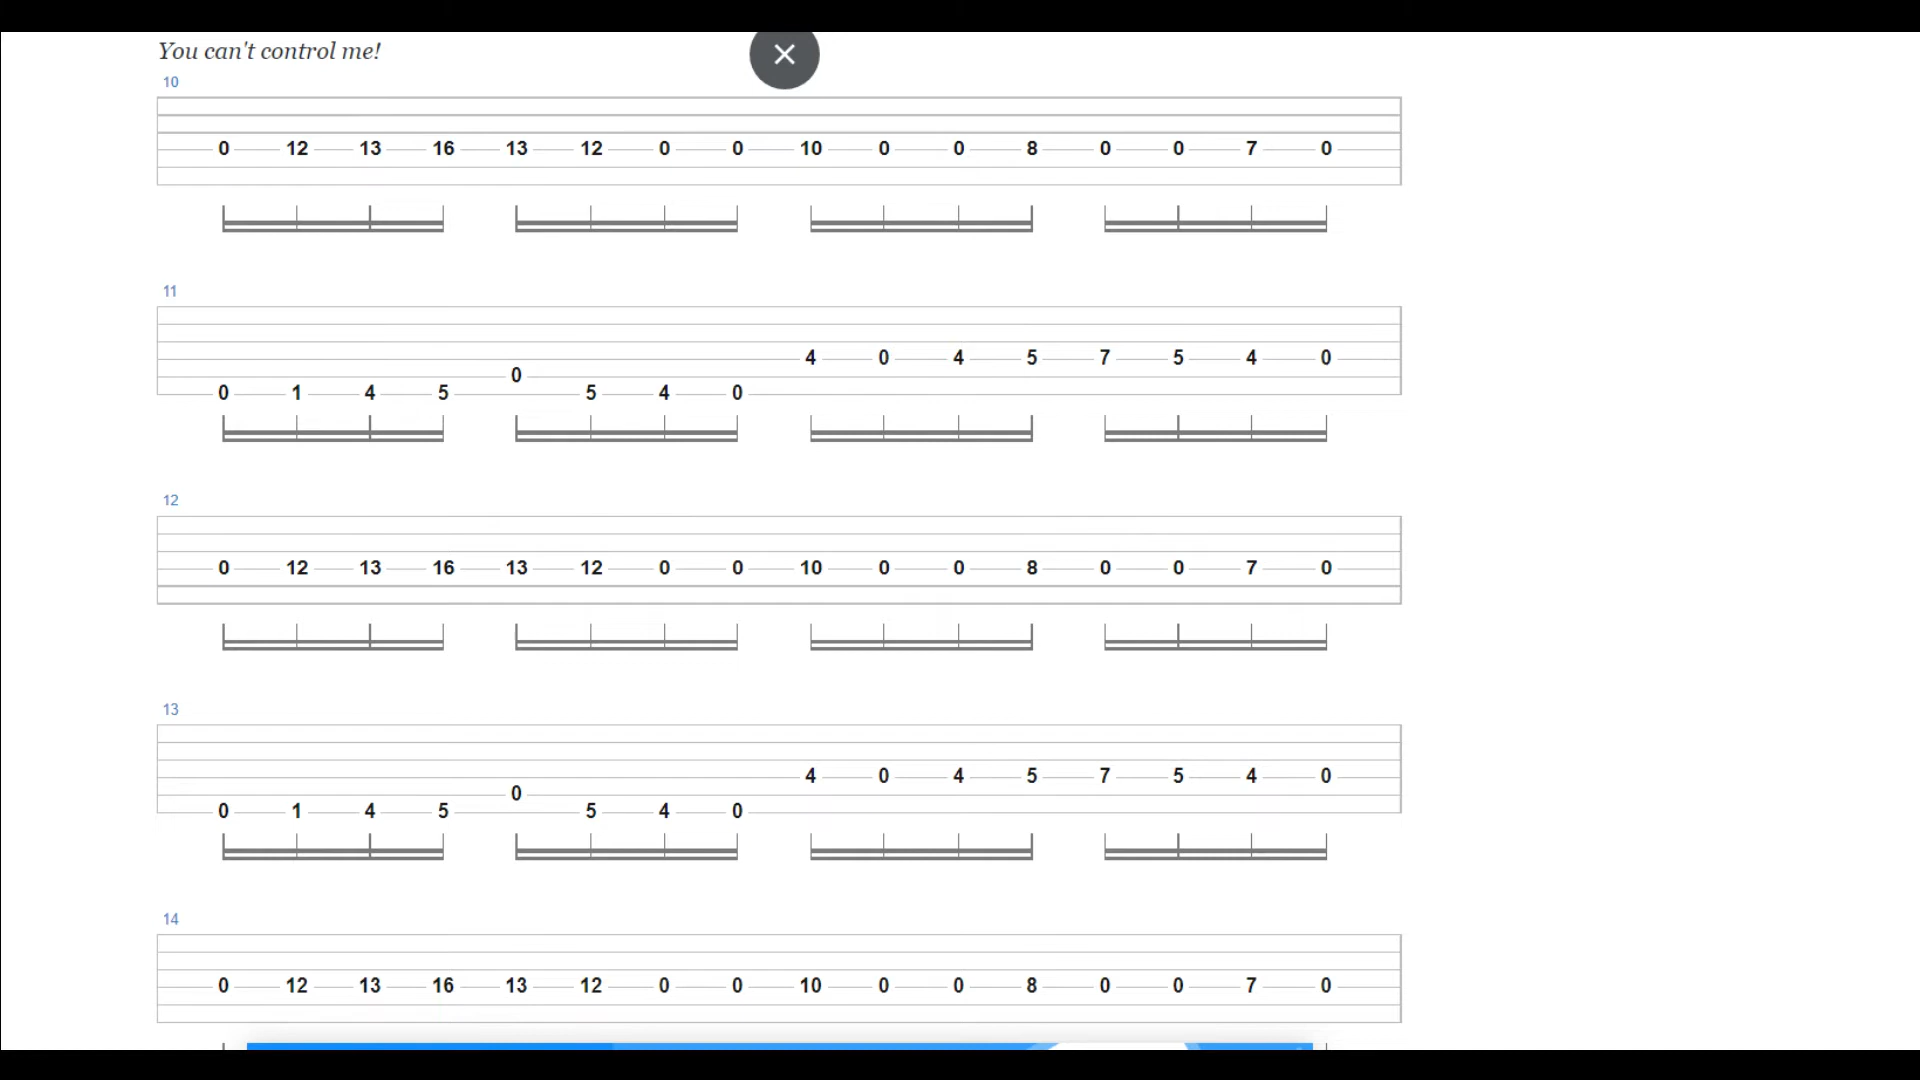 You can't control me!
10
0 12 13 16 13 12 0 0 10 0 0 8 0 0 7 0
11
0 1 4 5 0 5 4 0 4 0 4 5 7 5 4 0
12
0 12 13 16 13 12 0 0 10 0 0 8 0 0 7 0
13
0 1 4 5 0 5 4 0 4 0 4 5 7 5 4 0
14
0 12 13 16 13 12 0 0 10 0 0 8 0 0 7 0